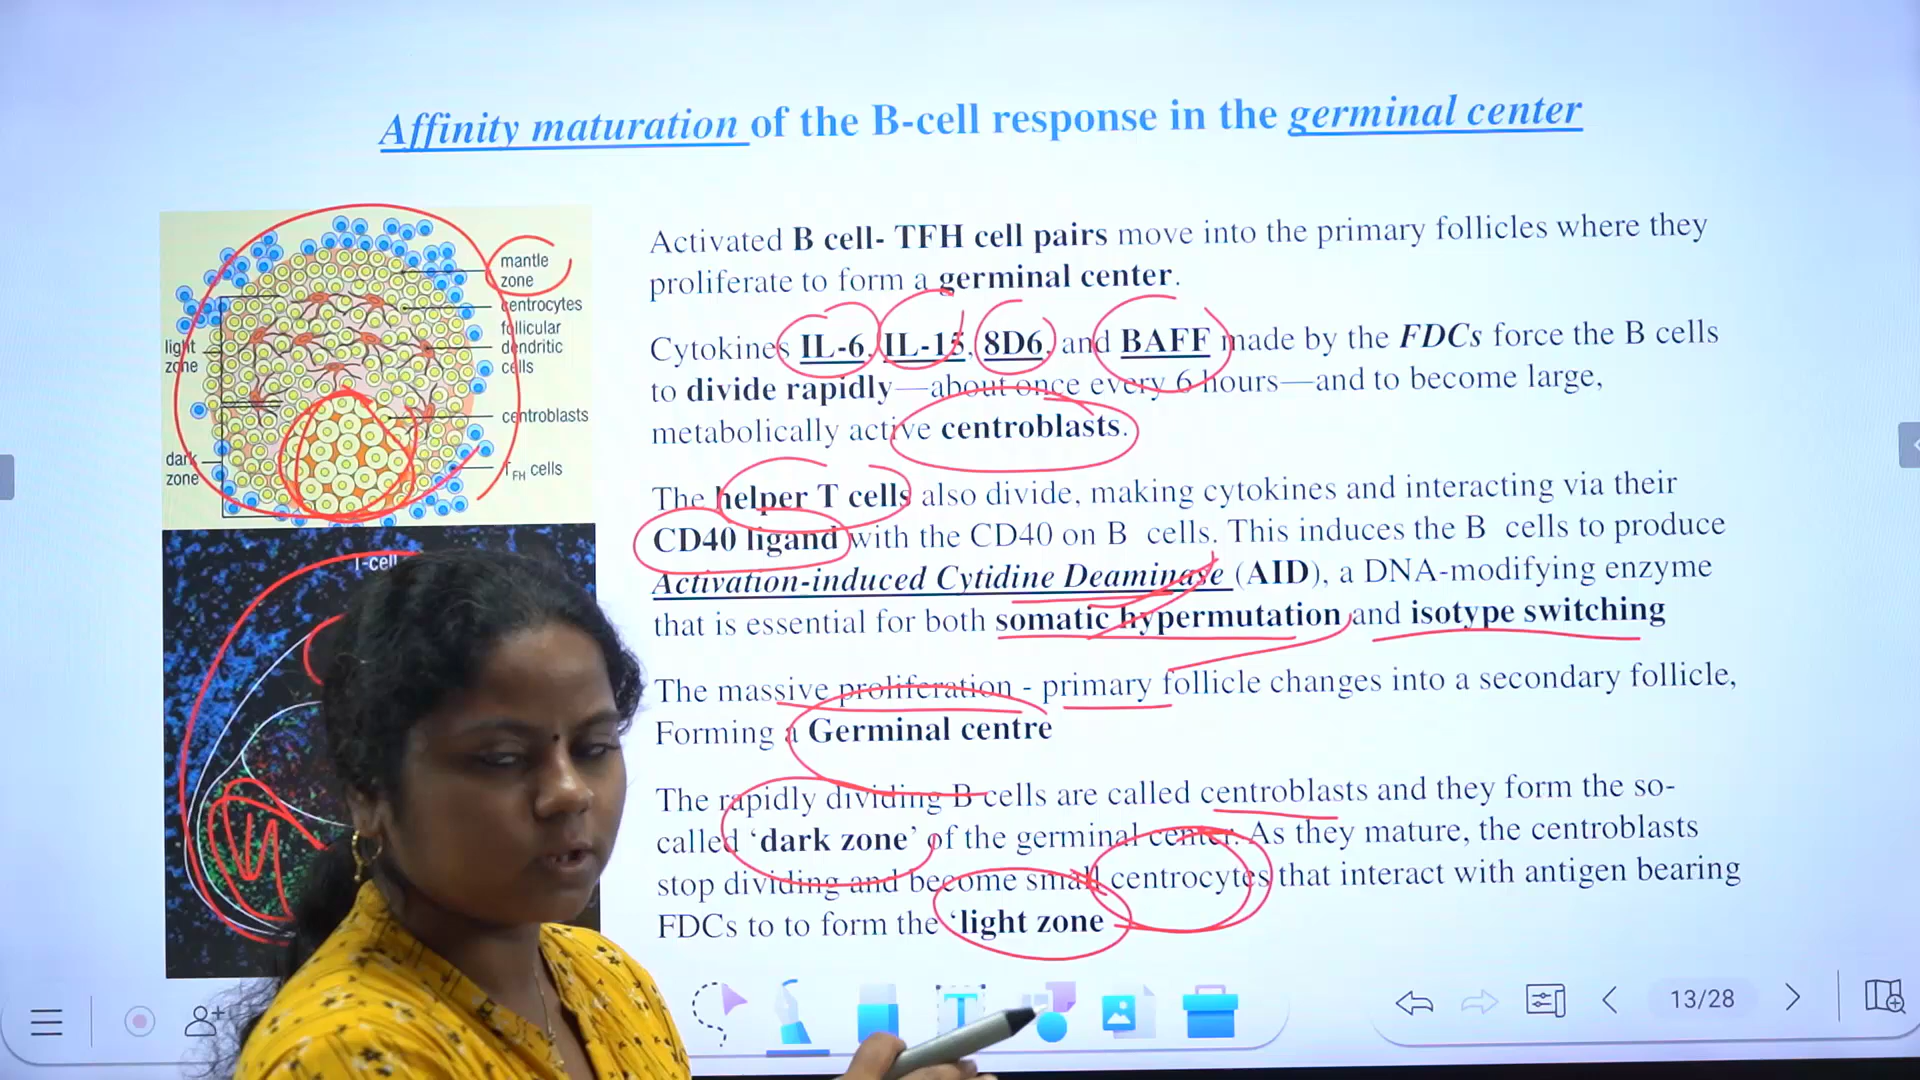 Affinity maturation of the B-cell response in the germinal center
mantle
zone
centrocytes
follicular
dendritic
cells
light
zone
centroblasts
dark
zone
TFH cells
T-cell
Activated B cell- TFH cell pairs move into the primary follicles where they
proliferate to form a germinal center.
Cytokines IL-6, IL-15, 8D6, and BAFF made by the FDCs force the B cells
to divide rapidly—about once every 6 hours—and to become large,
metabolically active centroblasts.
The helper T cells also divide, making cytokines and interacting via their
CD40 ligand with the CD40 on B cells. This induces the B cells to produce
Activation-induced Cytidine Deaminase (AID), a DNA-modifying enzyme
that is essential for both somatic hypermutation and isotype switching
The massive proliferation - primary follicle changes into a secondary follicle,
Forming a Germinal centre
The rapidly dividing B cells are called centroblasts and they form the so-
called ‘dark zone’ of the germinal center. As they mature, the centroblasts
stop dividing and become small centrocytes that interact with antigen bearing
FDCs to to form the ‘light zone
T
13/28